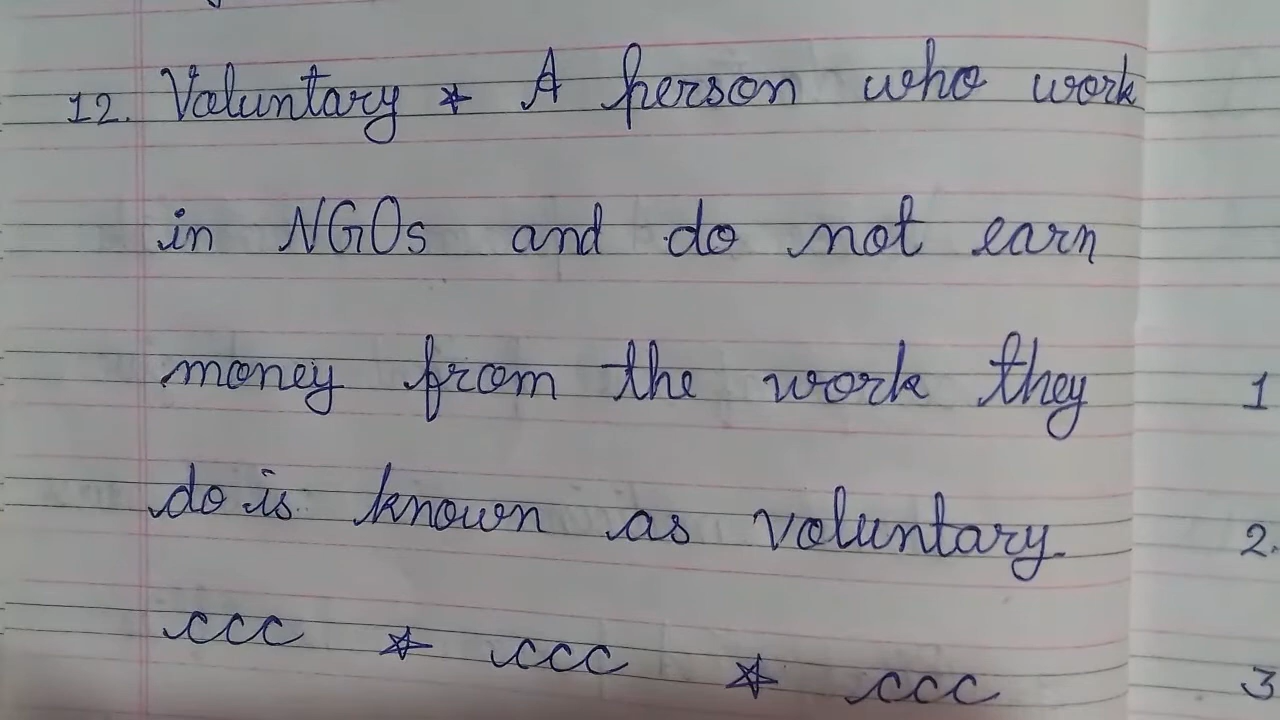 12. Voluntary * A person who work
in NGOs and do not earn
money from the work they
do is known as voluntary.
ccc ☆ ccc ☆ ccc
1
2.
3